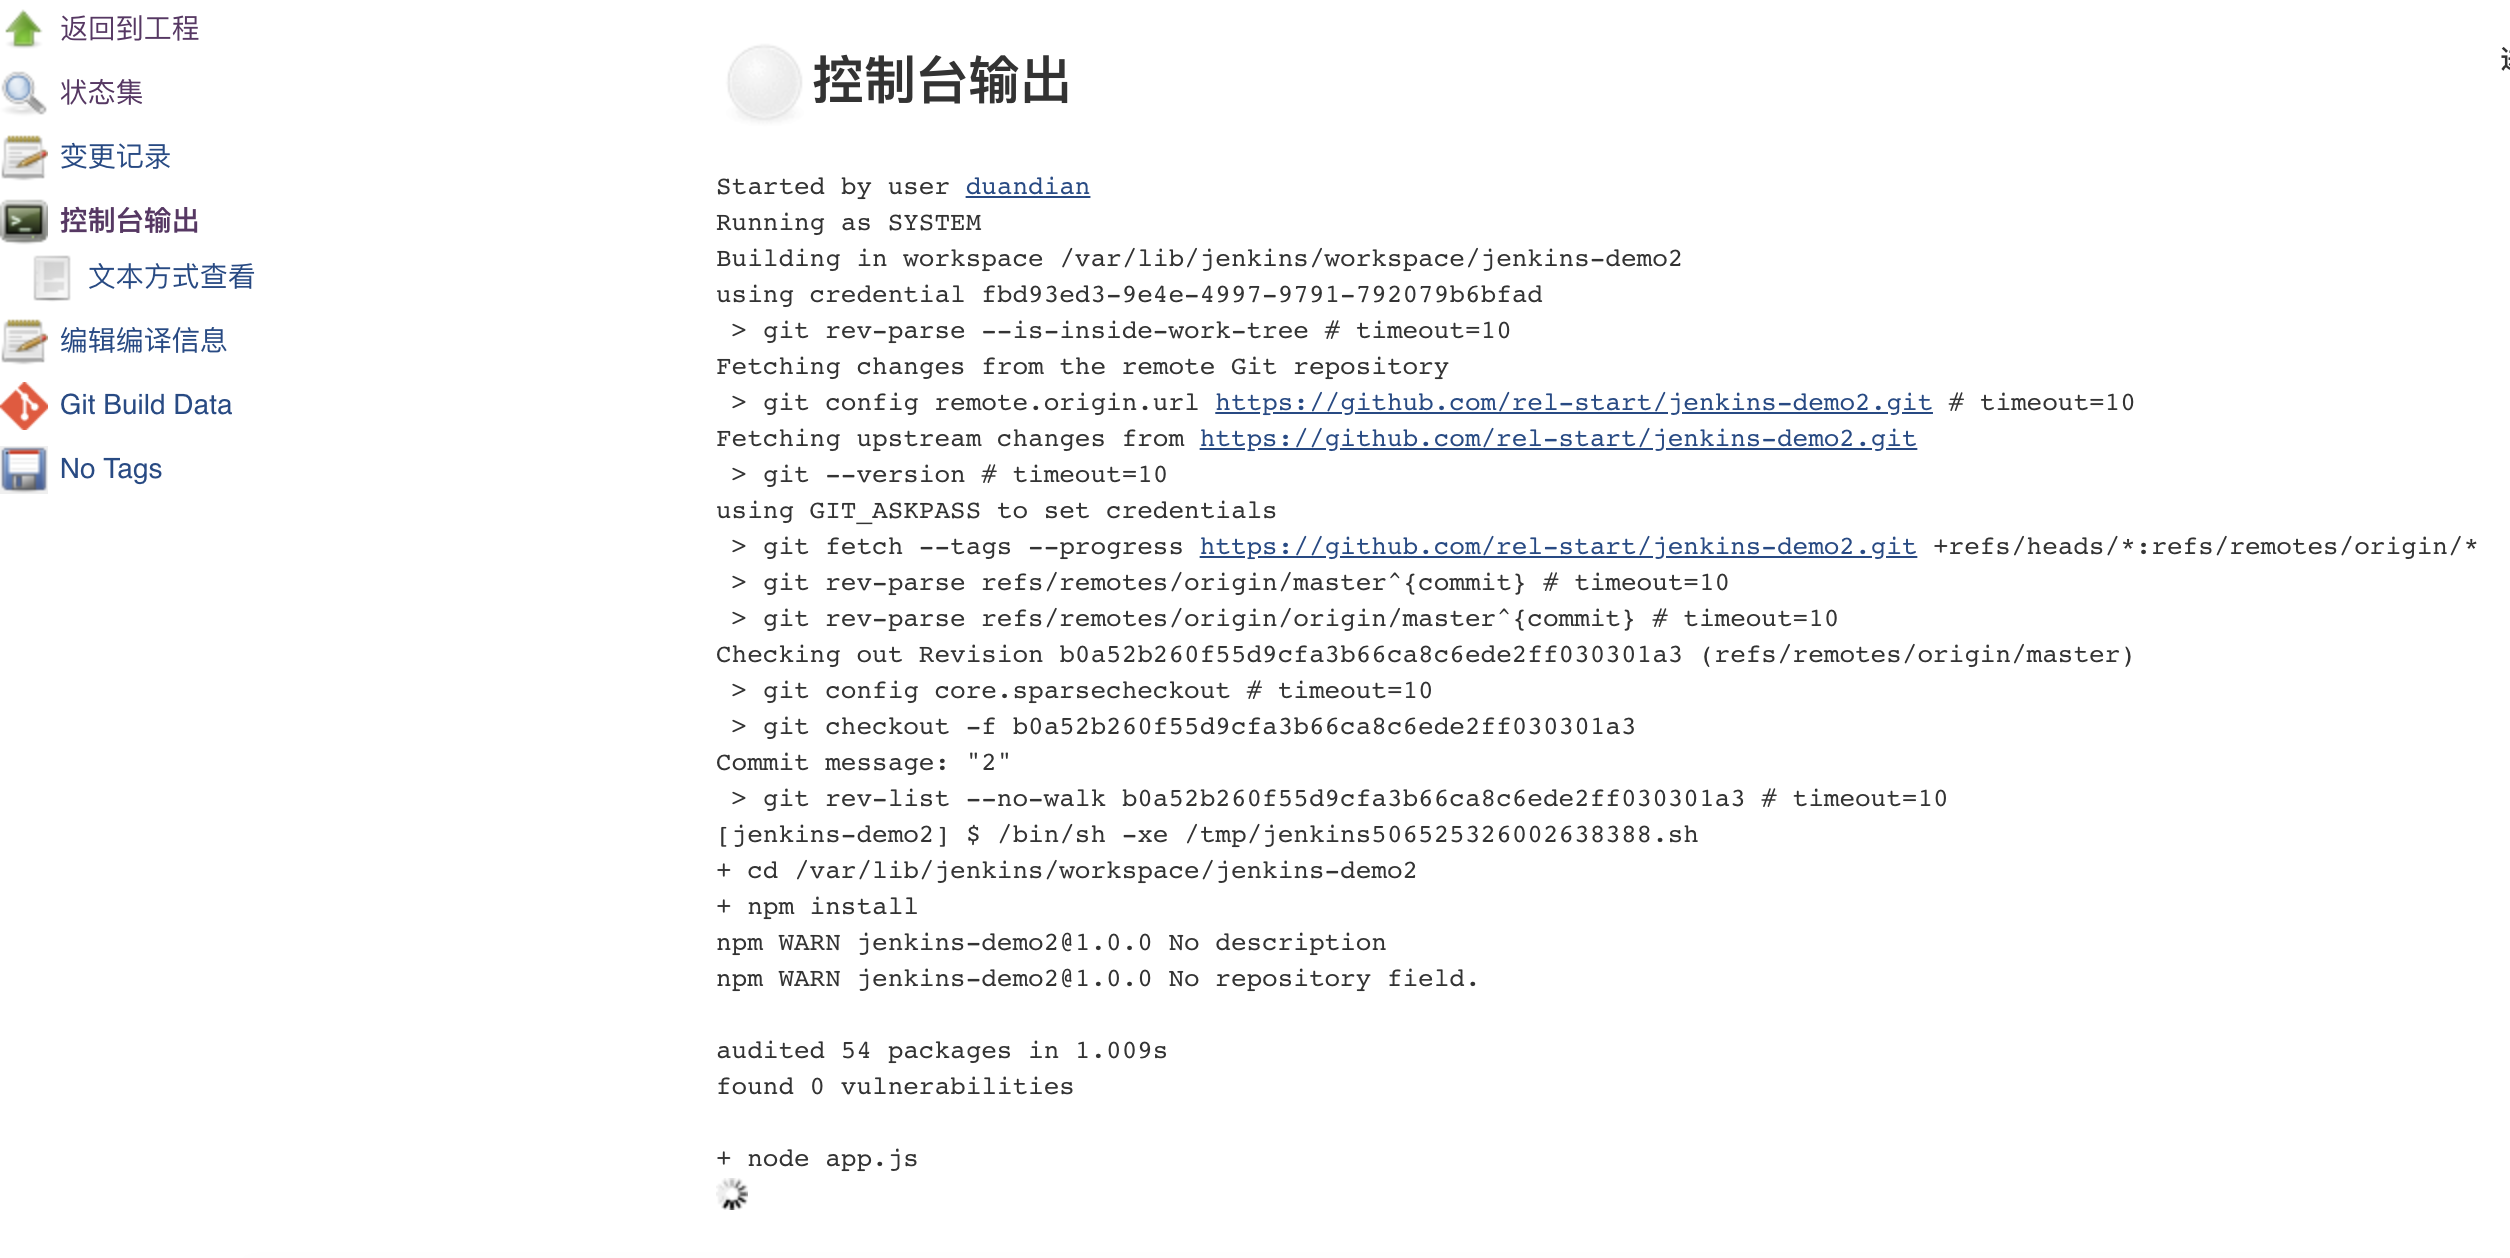 返回到工程
状态集
变更记录
控制台输出
文本方式查看
编辑编译信息
Git Build Data
No Tags
控制台输出
Started by user duandian
Running as SYSTEM
Building in workspace /var/lib/jenkins/workspace/jenkins-demo2
using credential fbd93ed3-9e4e-4997-9791-792079b6bfad
 > git rev-parse --is-inside-work-tree # timeout=10
Fetching changes from the remote Git repository
 > git config remote.origin.url https://github.com/rel-start/jenkins-demo2.git # timeout=10
Fetching upstream changes from https://github.com/rel-start/jenkins-demo2.git
 > git --version # timeout=10
using GIT_ASKPASS to set credentials
 > git fetch --tags --progress https://github.com/rel-start/jenkins-demo2.git +refs/heads/*:refs/remotes/origin/*
 > git rev-parse refs/remotes/origin/master^{commit} # timeout=10
 > git rev-parse refs/remotes/origin/origin/master^{commit} # timeout=10
Checking out Revision b0a52b260f55d9cfa3b66ca8c6ede2ff030301a3 (refs/remotes/origin/master)
 > git config core.sparsecheckout # timeout=10
 > git checkout -f b0a52b260f55d9cfa3b66ca8c6ede2ff030301a3
Commit message: "2"
 > git rev-list --no-walk b0a52b260f55d9cfa3b66ca8c6ede2ff030301a3 # timeout=10
[jenkins-demo2] $ /bin/sh -xe /tmp/jenkins506525326002638388.sh
+ cd /var/lib/jenkins/workspace/jenkins-demo2
+ npm install
npm WARN jenkins-demo2@1.0.0 No description
npm WARN jenkins-demo2@1.0.0 No repository field.
audited 54 packages in 1.009s
found 0 vulnerabilities
+ node app.js